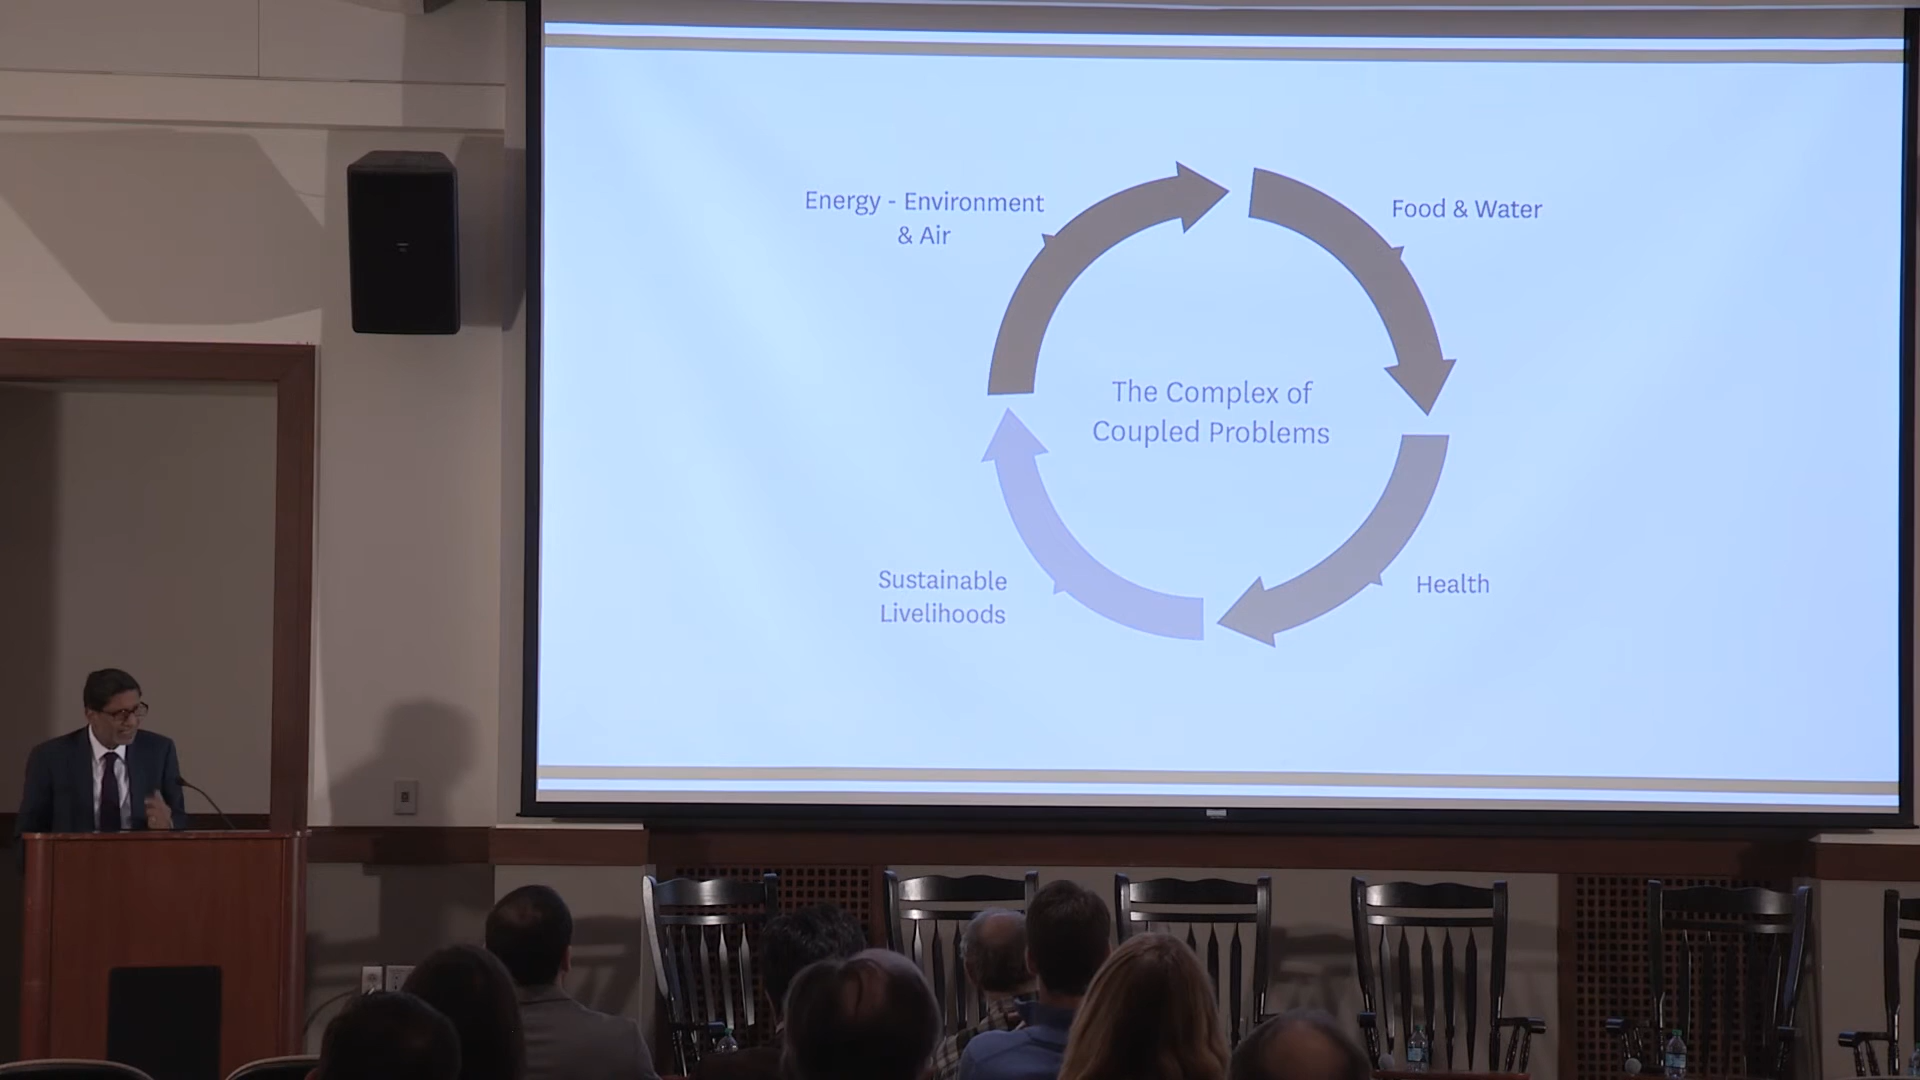 Energy - Environment
& Air
Food & Water
The Complex of
Coupled Problems
Sustainable
Livelihoods
Health